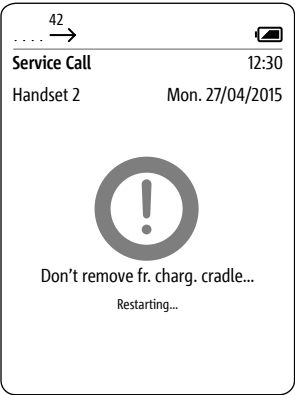 42
....
Service Call 12:30
Handset 2 Mon. 27/04/2015
Don't remove fr. charg. cradle...
Restarting...